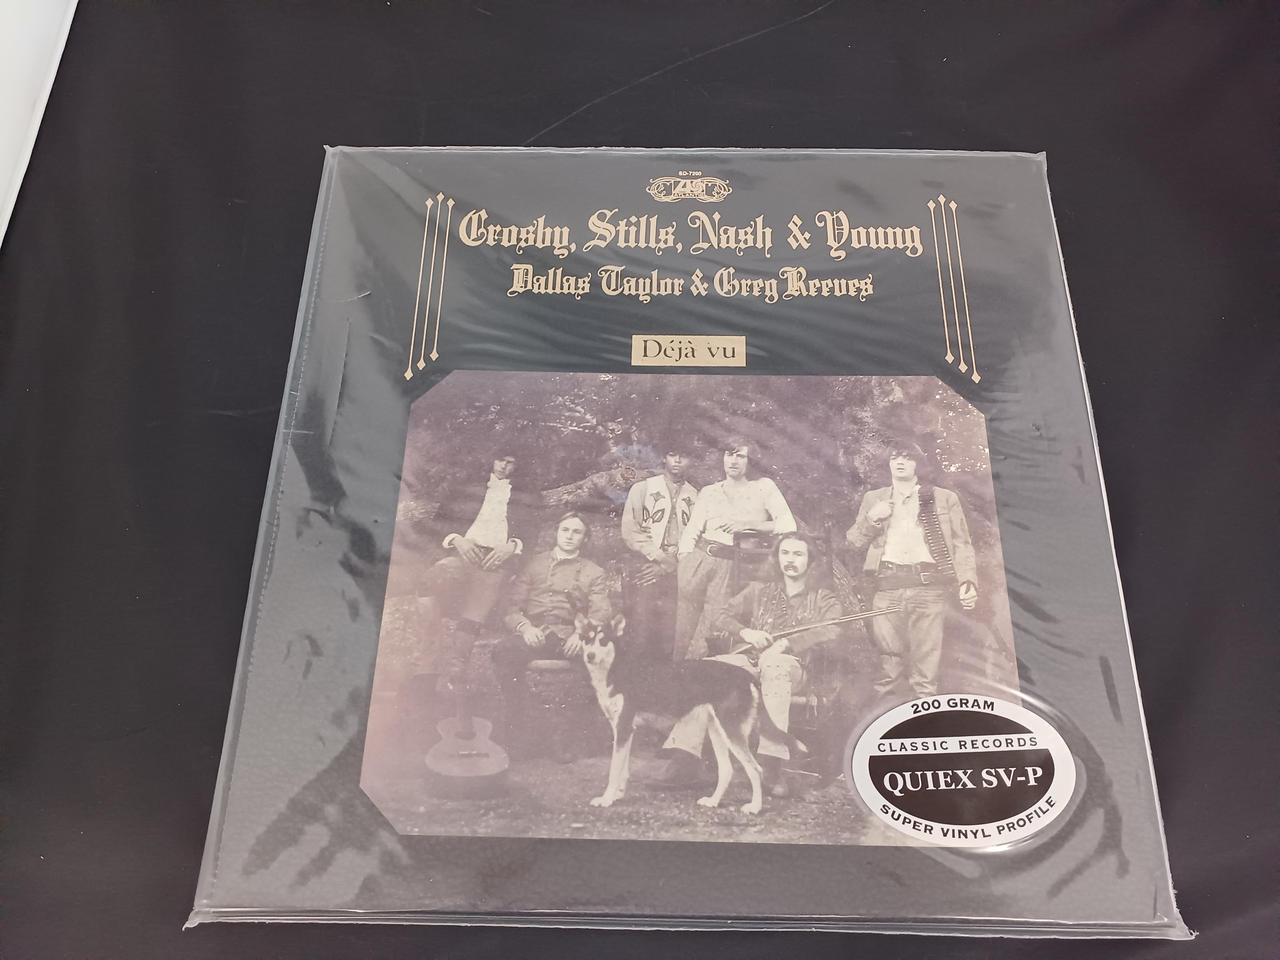 SD-7200
ATLANTIC
Crosby, Stills, Nash & Young
Dallas Taylor & Greg Reeves
Déjà vu
200 GRAM
CLASSIC RECORDS
QUIEX SV-P
SUPER VINYL PROFILE